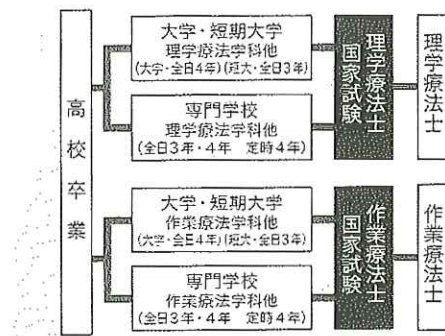 高校卒業
大学・短期大学
理学療法学科他
(大学・全日4年)(短大・全日3年)
専門学校
理学療法学科他
(全日3年・4年 定時4年)
理学療法士
国家試験
理学療法士
大学・短期大学
作業療法学科他
(大学・全日4年)(短大・全日3年)
専門学校
作業療法学科他
(全日3年・4年 定時4年)
作業療法士
国家試験
作業療法士